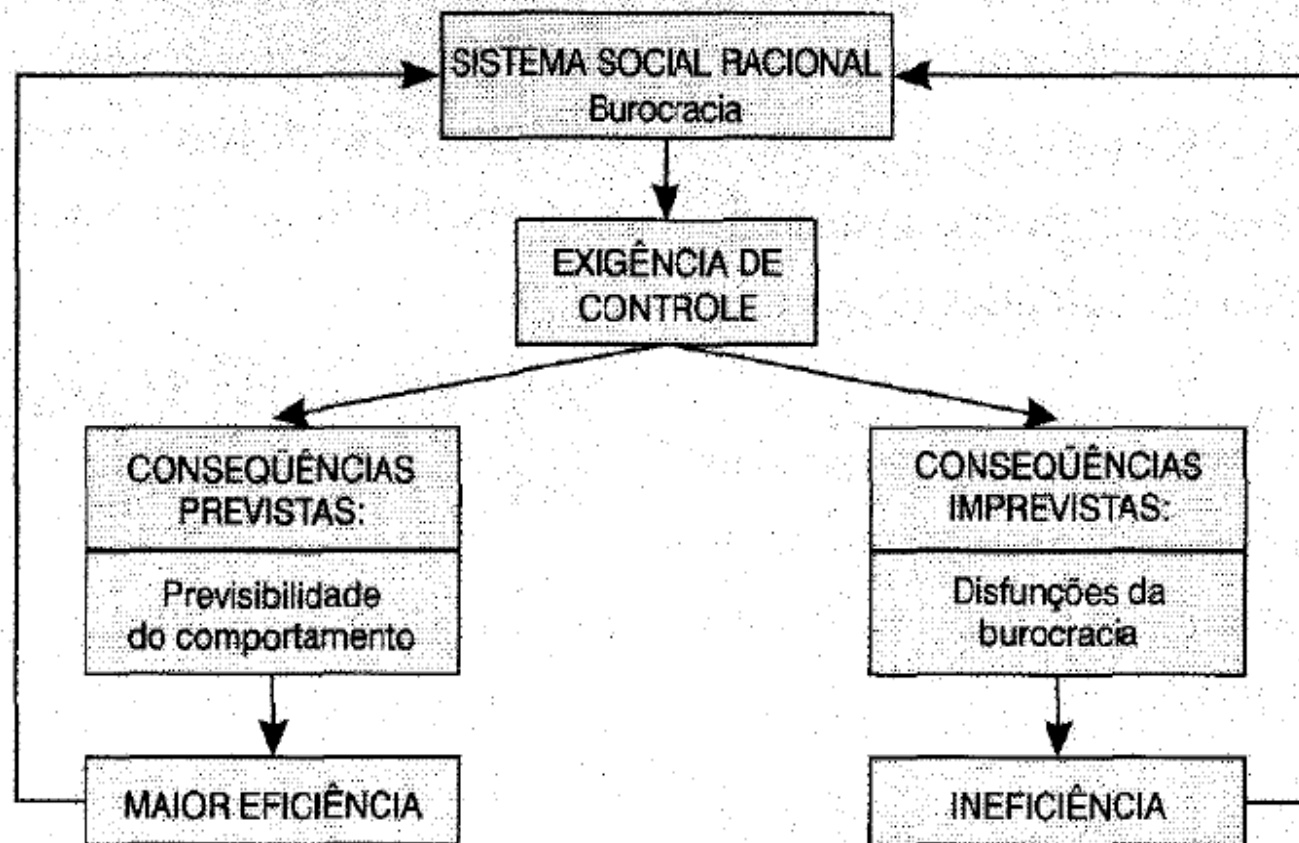 SISTEMA SOCIAL RACIONAL
Burocracia
EXIGÊNCIA DE
CONTROLE
CONSEQÜÊNCIAS
PREVISTAS:
Previsibilidade
do comportamento
MAIOR EFICIÊNCIA
CONSEQÜÊNCIAS
IMPREVISTAS:
Disfunções da
burocracia
INEFICIÊNCIA